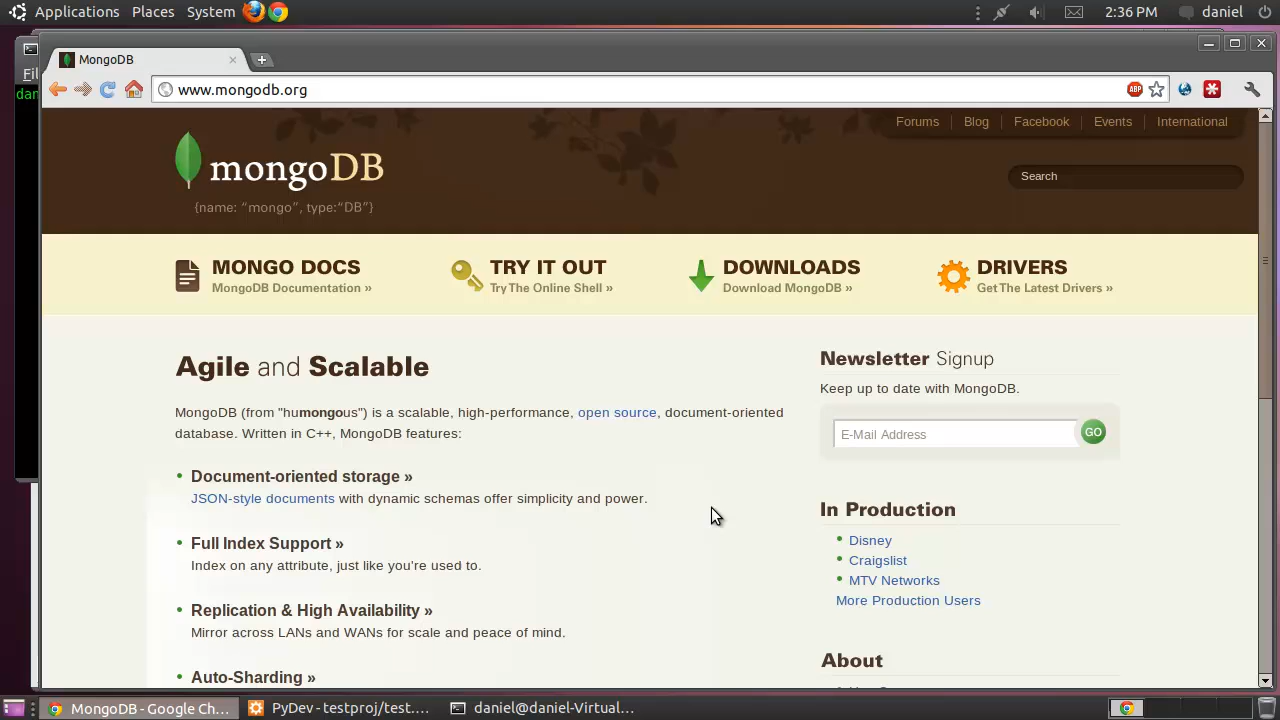 Applications Places System 2:36 PM daniel
MongoDB
www.mongodb.org
ABP
Forums Blog Facebook Events International
mongoDB
{name: “mongo”, type:“DB”}
Search
MONGO DOCS
MongoDB Documentation »
TRY IT OUT
Try The Online Shell »
DOWNLOADS
Download MongoDB »
DRIVERS
Get The Latest Drivers »
Agile and Scalable
MongoDB (from "humongous") is a scalable, high-performance, open source, document-oriented
database. Written in C++, MongoDB features:
• Document-oriented storage »
JSON-style documents with dynamic schemas offer simplicity and power.
• Full Index Support »
Index on any attribute, just like you're used to.
• Replication & High Availability »
Mirror across LANs and WANs for scale and peace of mind.
• Auto-Sharding »
Newsletter Signup
Keep up to date with MongoDB.
E-Mail Address GO
In Production
• Disney
• Craigslist
• MTV Networks
More Production Users
About
Fil
dan
MongoDB - Google Ch... PyDev - testproj/test.... daniel@daniel-Virtual...